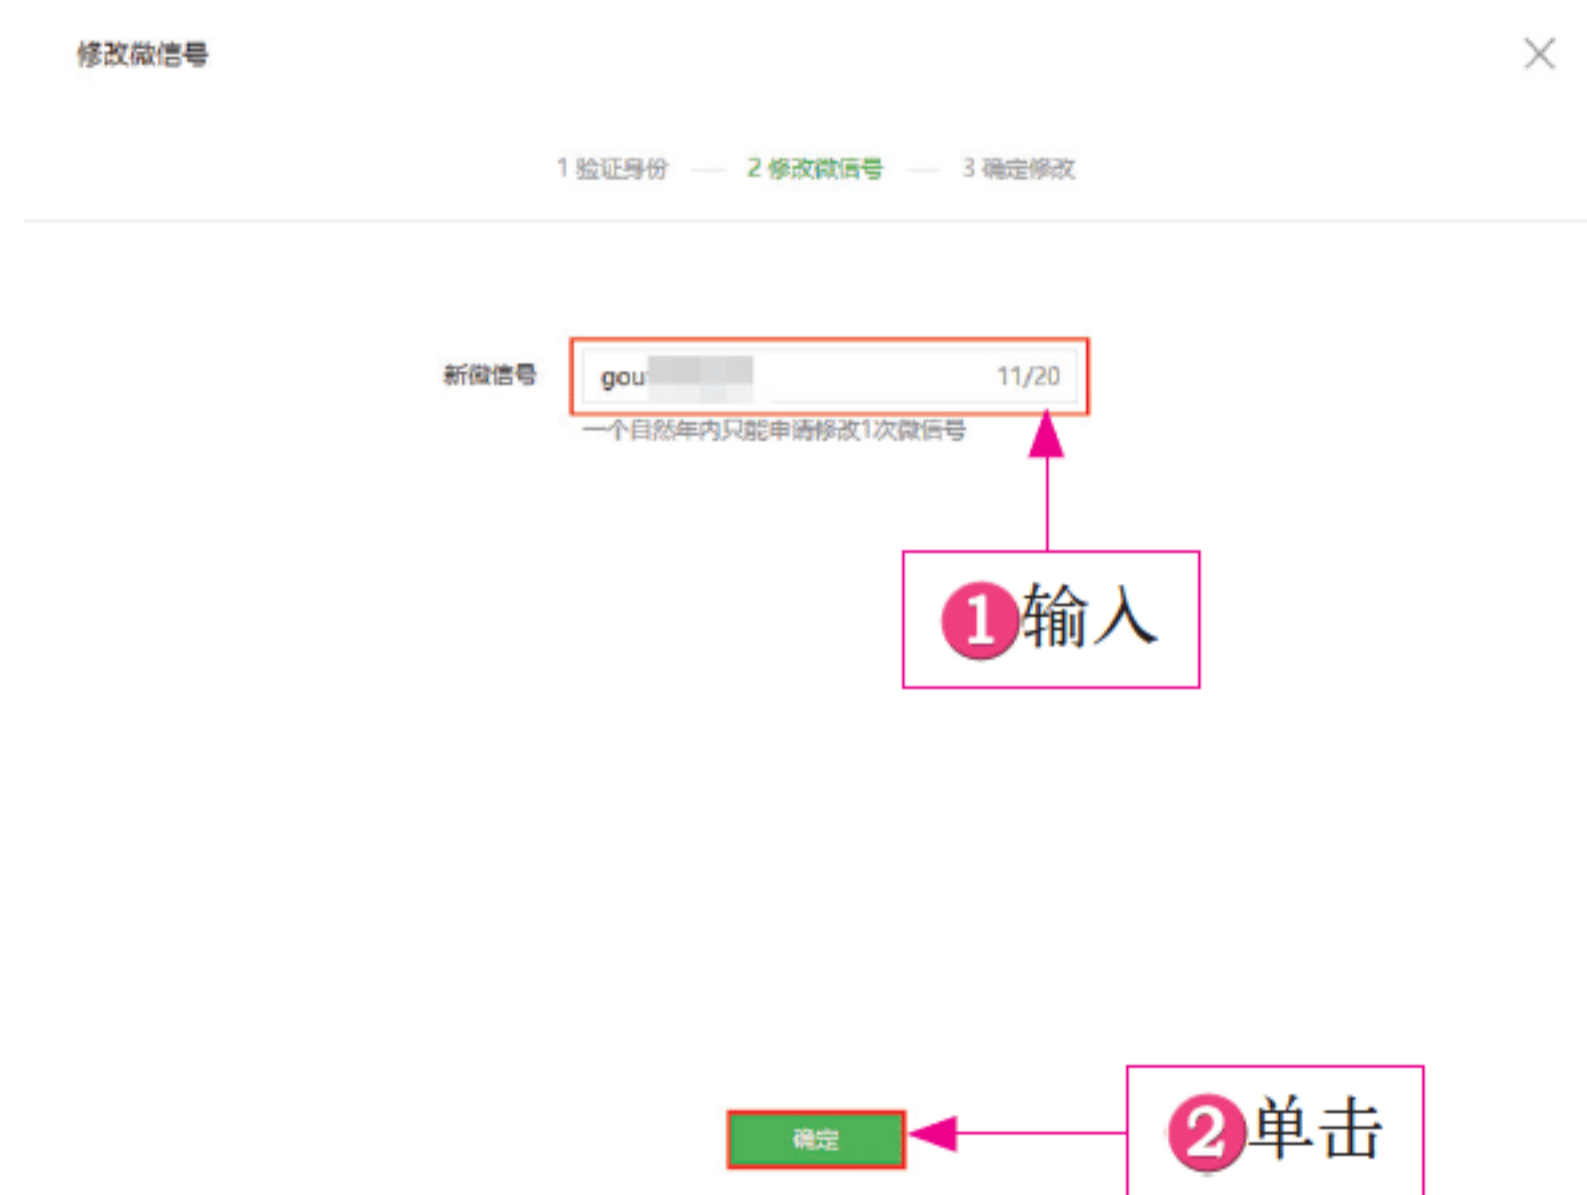 修改微信号
1 验证身份 — 2 修改微信号 — 3 确定修改
新微信号 gou 11/20
一个自然年内只能申请修改1次微信号
1输入
确定
2单击